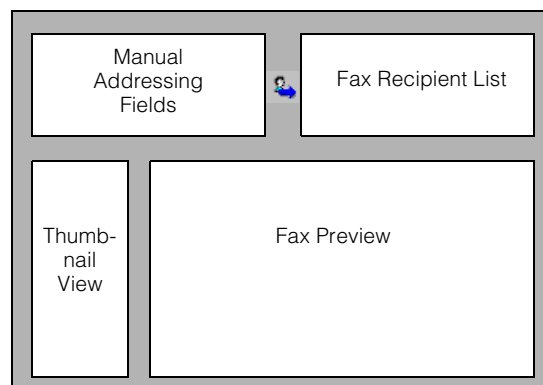 Manual
Addressing
Fields
Fax Recipient List
Thumb-
nail
View
Fax Preview